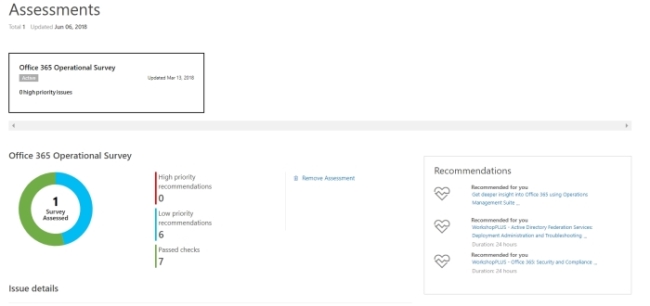 Assessments
Total 1 Updated Jun 06, 2018
Office 365 Operational Survey
Active
Updated Mar 13, 2018
0 high priority issues
Office 365 Operational Survey
1
Survey
Assessed
High priority
recommendations
0
Low priority
recommendations
6
Passed checks
7
Remove Assessment
Recommendations
Recommended for you
Get deeper insight into Office 365 using Operations
Management Suite ...
Recommended for you
WorkshopPLUS - Active Directory Federation Services:
Deployment Administration and Troubleshooting ...
Duration: 24 hours
Recommended for you
WorkshopPLUS - Office 365: Security and Compliance ...
Duration: 24 hours
Issue details